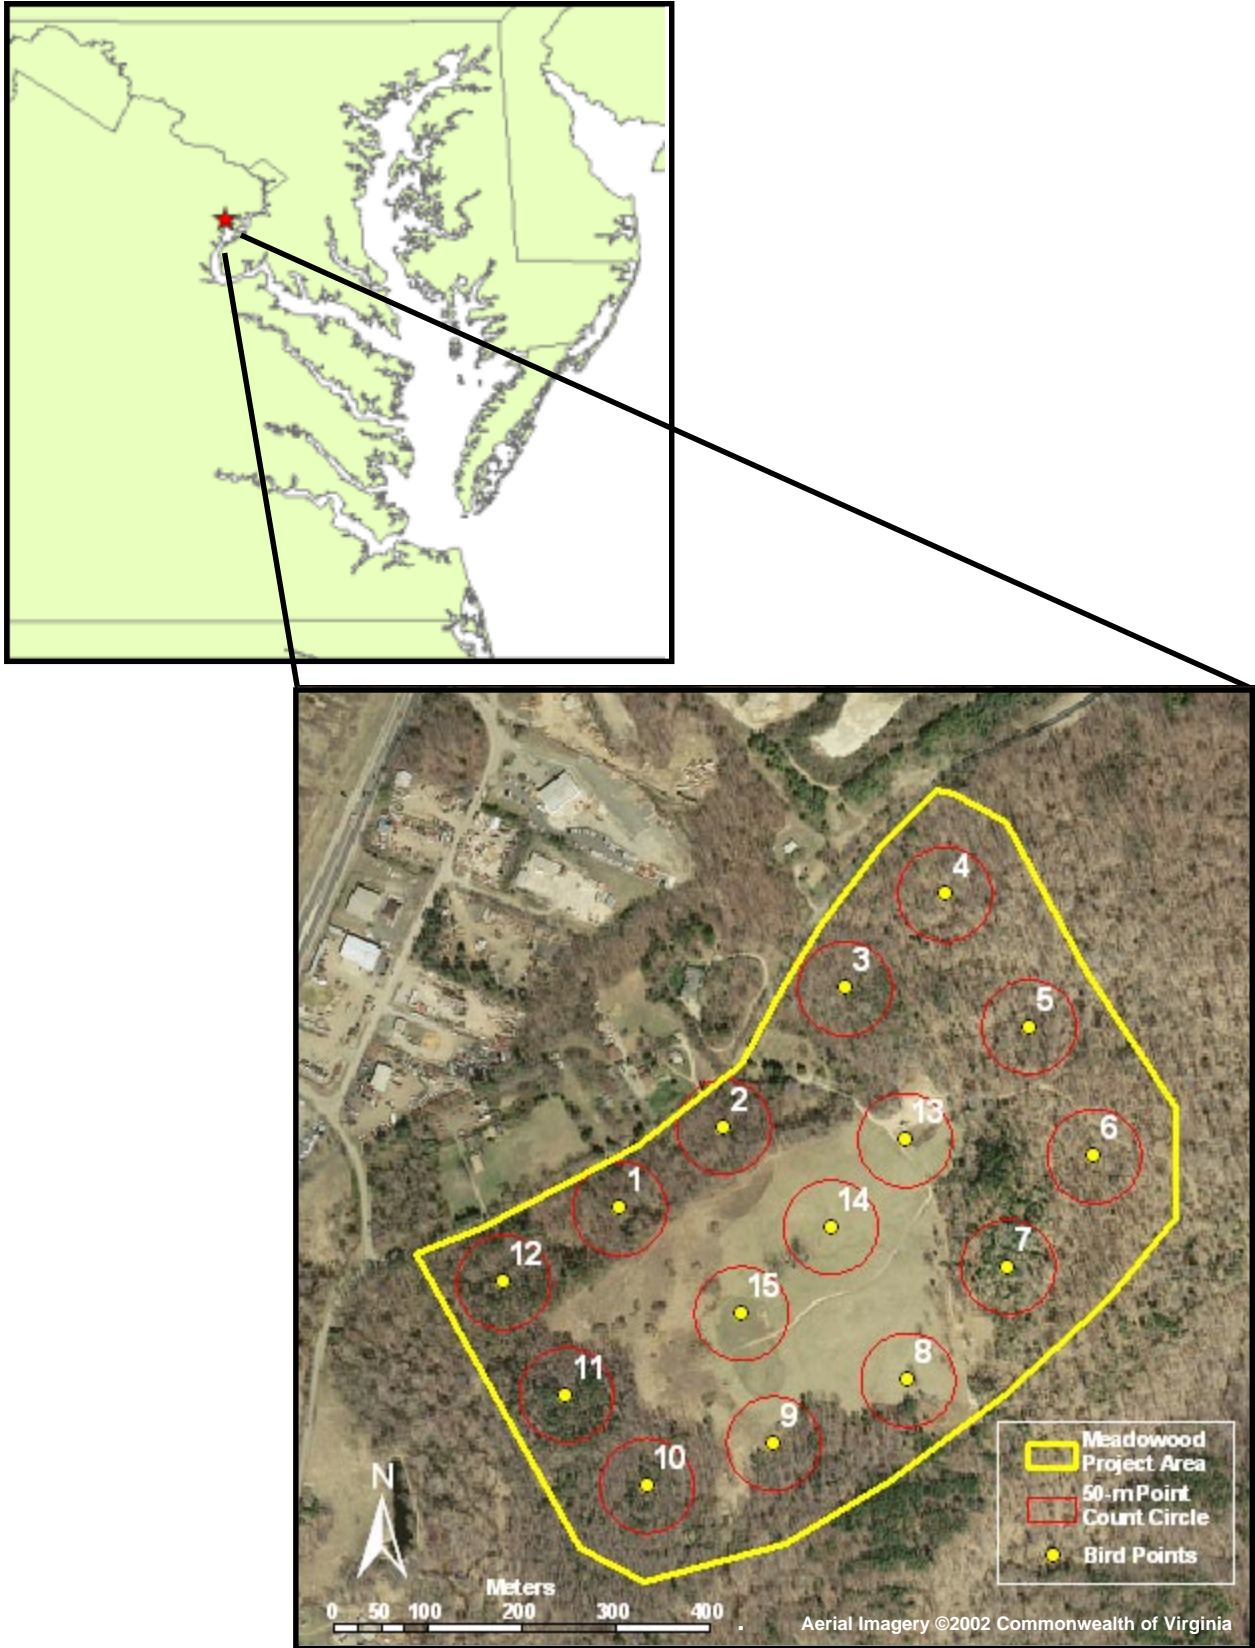 4
3
5
2
13
6
1
14
7
12
15
8
11
9
10
N
Meadowood
Project Area
50-m Point
Count Circle
Bird Points
Meters
0 50 100 200 300 400
.
Aerial Imagery ©2002 Commonwealth of Virginia